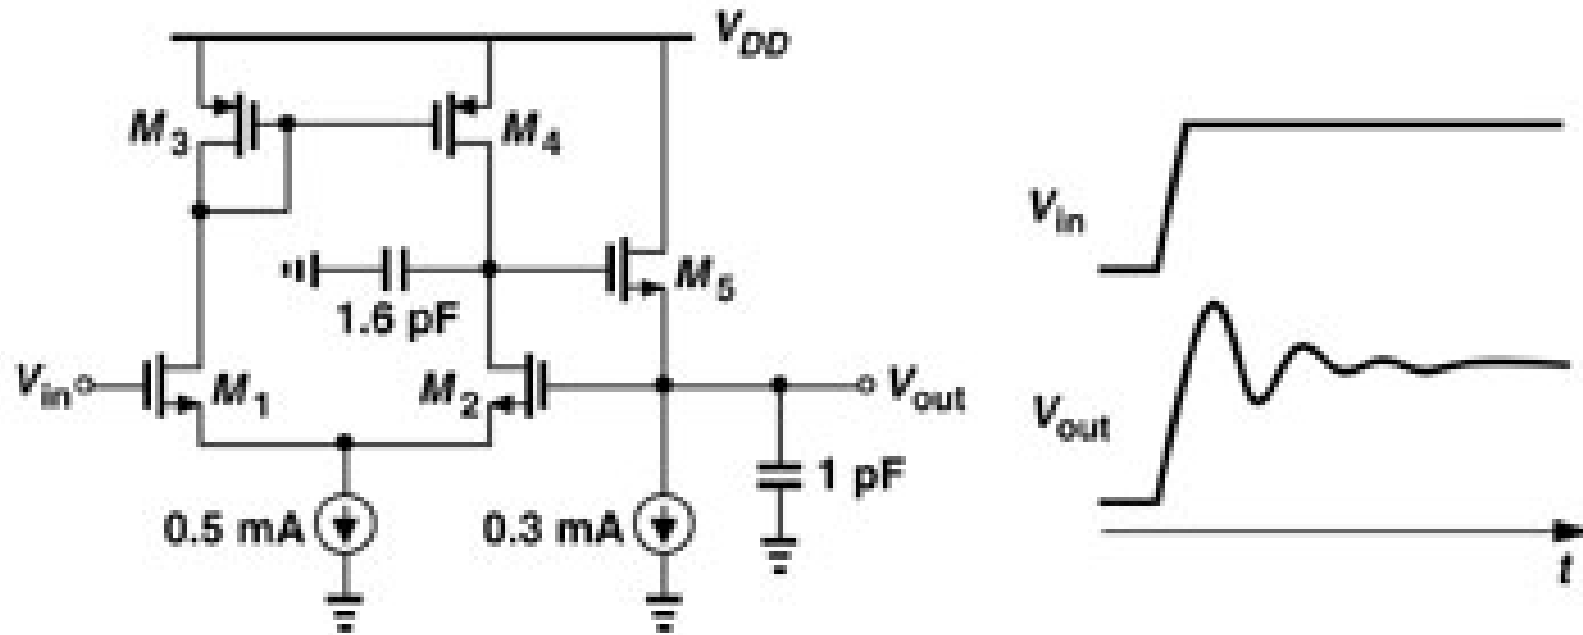 V_DD
M_3
M_4
1.6 pF
M_5
V_in
M_1
M_2
V_out
0.5 mA
0.3 mA
1 pF
V_in
V_out
t